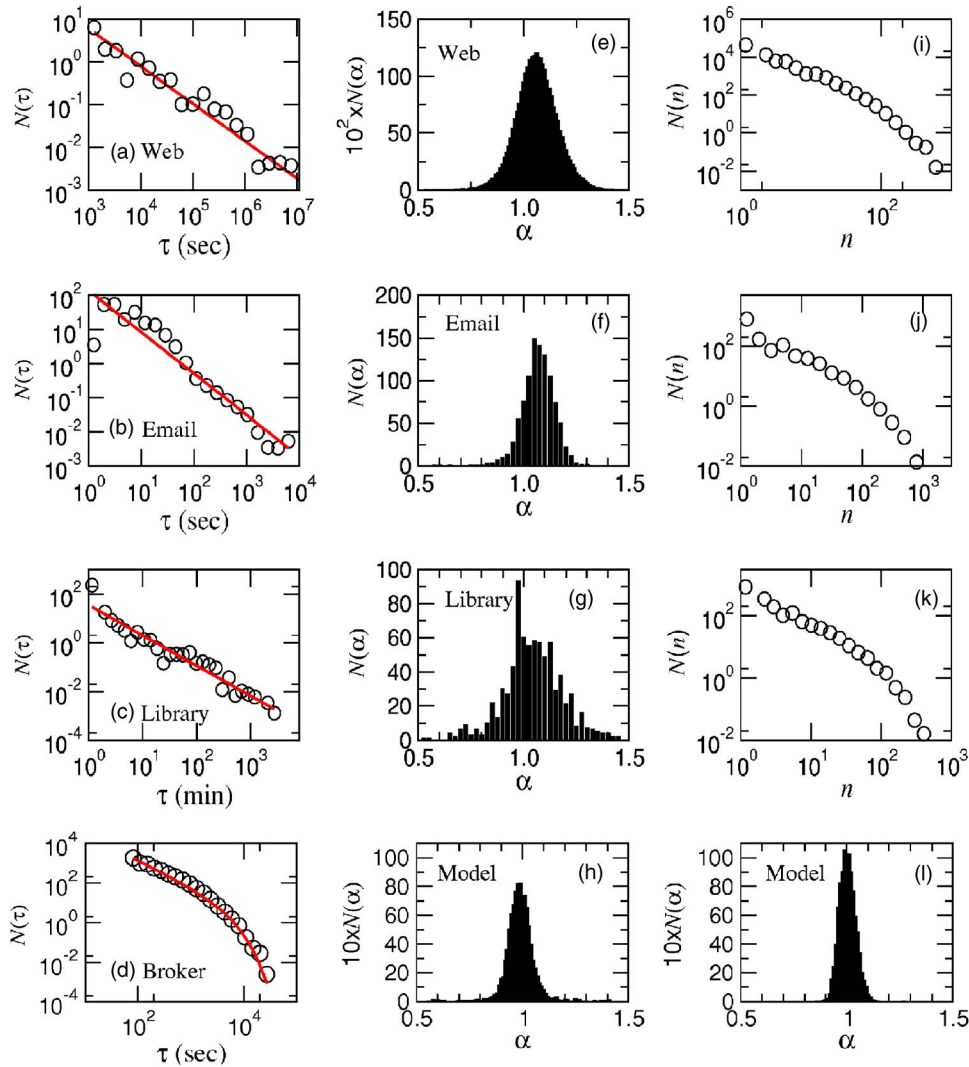 10^1
10^0
10^-1
10^-2
10^-3
N(τ)
(a) Web
10^3 10^4 10^5 10^6 10^7
τ (sec)
150
100
50
0
10^2xN(α)
Web
(e)
0.5 1.0 1.5
α
10^6
10^4
10^2
10^0
10^-2
N(n)
(i)
10^0 10^2
n
10^2
10^1
10^0
10^-1
10^-2
10^-3
N(τ)
(b) Email
10^0 10^1 10^2 10^3 10^4
τ (sec)
200
150
100
50
0
N(α)
Email
(f)
0.5 1.0 1.5
α
10^2
10^0
10^-2
N(n)
(j)
10^0 10^1 10^2 10^3
n
10^2
10^0
10^-2
10^-4
N(τ)
(c) Library
10^0 10^1 10^2 10^3
τ (min)
100
80
60
40
20
0
N(α)
Library
(g)
0.5 1.0 1.5
α
10^2
10^0
10^-2
N(n)
(k)
10^0 10^1 10^2 10^3
n
10^4
10^2
10^0
10^-2
10^-4
N(τ)
(d) Broker
10^2 10^4
τ (sec)
100
80
60
40
20
0
10xN(α)
Model
(h)
0.5 1 1.5
α
100
80
60
40
20
0
10xN(α)
Model
(l)
0.5 1 1.5
α